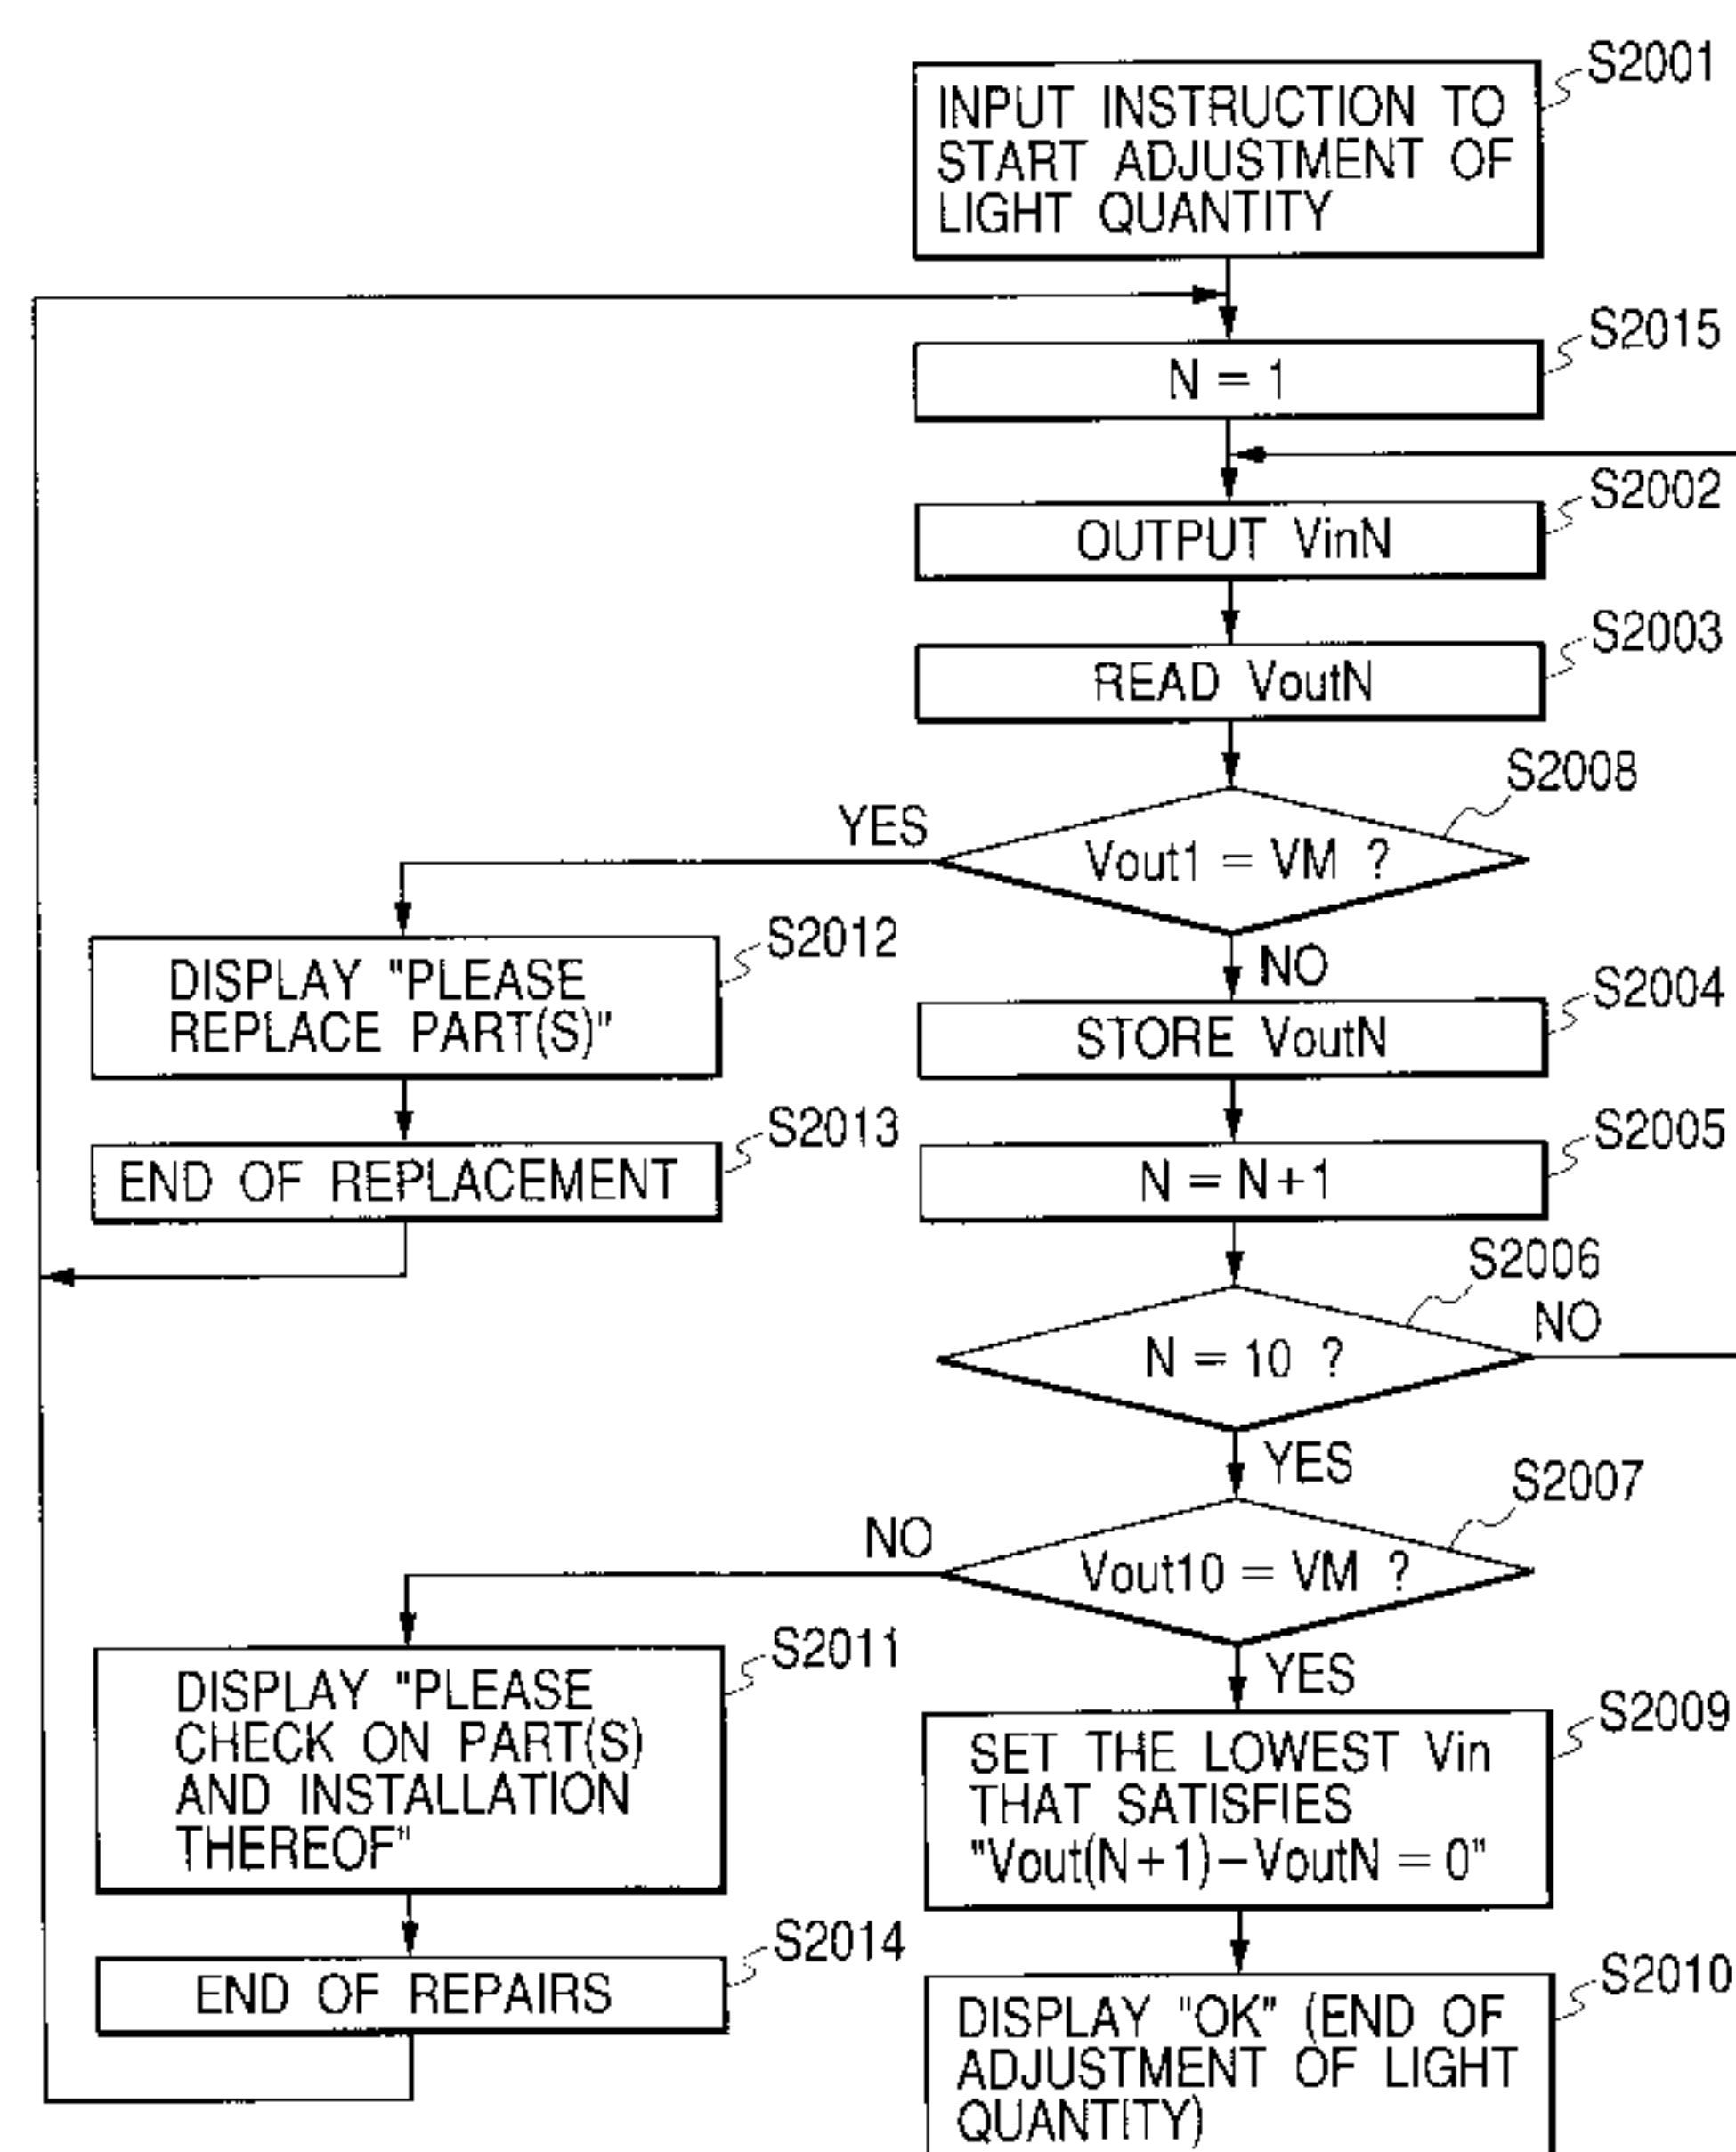 S2001
INPUT INSTRUCTION TO
START ADJUSTMENT OF
LIGHT QUANTITY
S2015
N = 1
S2002
OUTPUT VinN
S2003
READ VoutN
S2008
YES
Vout1 = VM ?
NO
S2012
DISPLAY "PLEASE
REPLACE PART(S)"
S2004
STORE VoutN
S2013
END OF REPLACEMENT
S2005
N = N+1
S2006
NO
N = 10 ?
YES
S2007
NO
Vout10 = VM ?
YES
S2011
DISPLAY "PLEASE
CHECK ON PART(S)
AND INSTALLATION
THEREOF"
S2009
SET THE LOWEST Vin
THAT SATISFIES
"Vout(N+1)−VoutN = 0"
S2014
END OF REPAIRS
S2010
DISPLAY "OK" (END OF
ADJUSTMENT OF LIGHT
QUANTITY)